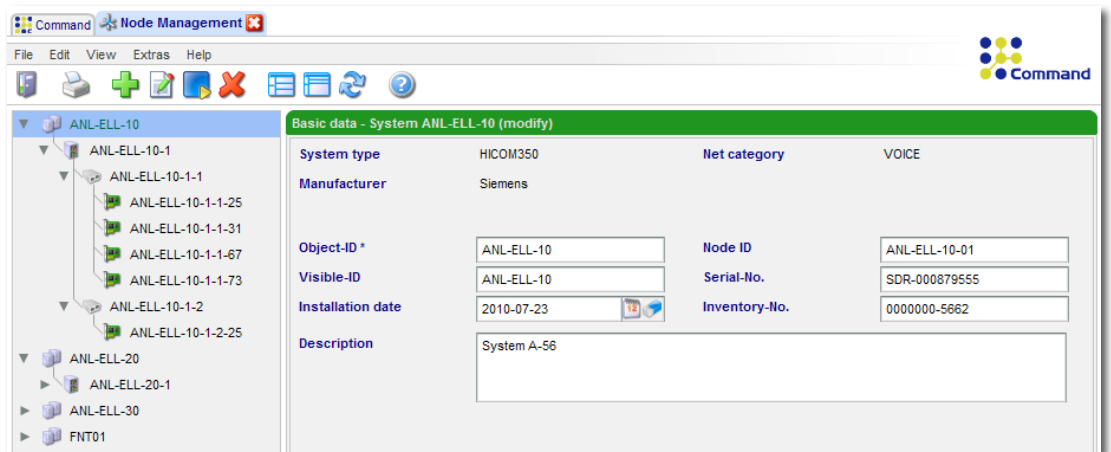 Command Node Management
File Edit View Extras Help
Command
ANL-ELL-10
ANL-ELL-10-1
ANL-ELL-10-1-1
ANL-ELL-10-1-1-25
ANL-ELL-10-1-1-31
ANL-ELL-10-1-1-67
ANL-ELL-10-1-1-73
ANL-ELL-10-1-2
ANL-ELL-10-1-2-25
ANL-ELL-20
ANL-ELL-20-1
ANL-ELL-30
FNT01
Basic data - System ANL-ELL-10 (modify)
System type HICOM350 Net category VOICE
Manufacturer Siemens
Object-ID * ANL-ELL-10 Node ID ANL-ELL-10-01
Visible-ID ANL-ELL-10 Serial-No. SDR-000879555
Installation date 2010-07-23 12 Inventory-No. 0000000-5662
Description System A-56